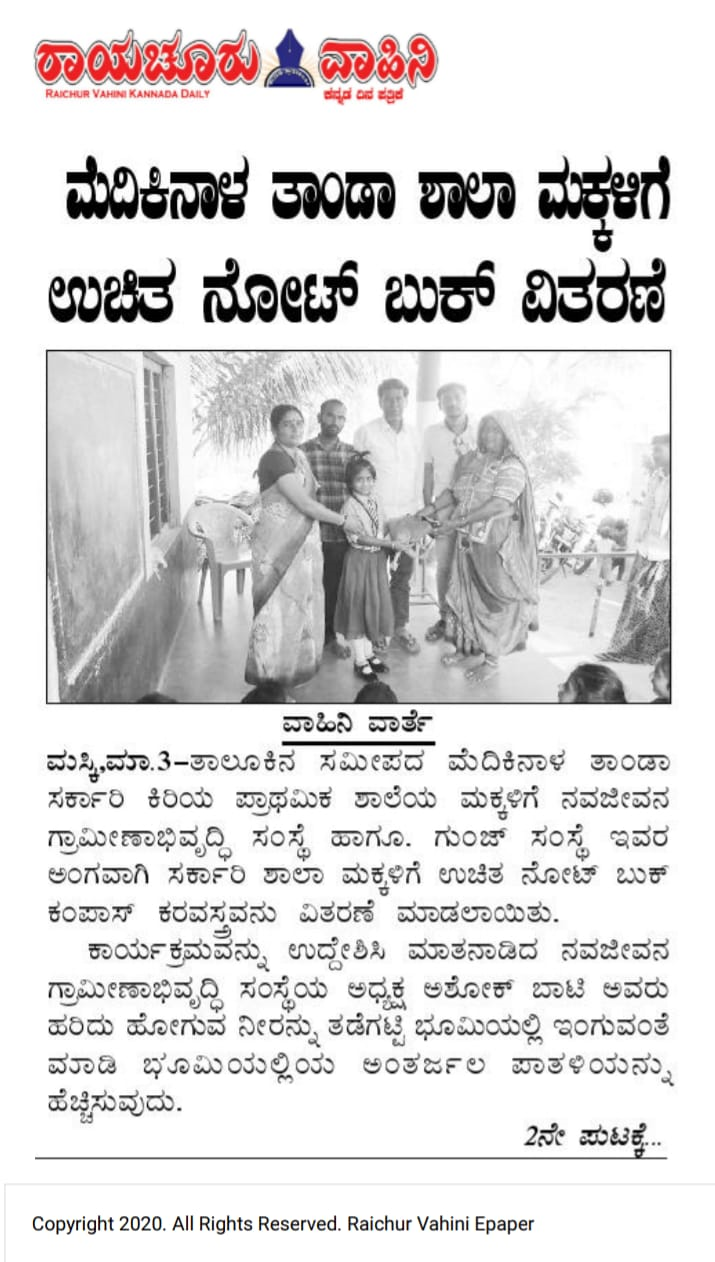 ರಾಯಚೂರು ವಾಹಿನಿ
RAICHUR VAHINI KANNADA DAILY
ಕನ್ನಡ ದಿನ ಪತ್ರಿಕೆ
ಮೆದಿಕಿನಾಳ ತಾಂಡಾ ಶಾಲಾ ಮಕ್ಕಳಿಗೆ
ಉಚಿತ ನೋಟ್ ಬುಕ್ ವಿತರಣೆ
ವಾಹಿನಿ ವಾರ್ತೆ
ಮಸ್ಕಿ,ಮಾ.3–ತಾಲೂಕಿನ ಸಮೀಪದ ಮೆದಿಕಿನಾಳ ತಾಂಡಾ
ಸರ್ಕಾರಿ ಕಿರಿಯ ಪ್ರಾಥಮಿಕ ಶಾಲೆಯ ಮಕ್ಕಳಿಗೆ ನವಜೀವನ
ಗ್ರಾಮೀಣಾಭಿವೃದ್ಧಿ ಸಂಸ್ಥೆ ಹಾಗೂ. ಗುಂಜ್ ಸಂಸ್ಥೆ ಇವರ
ಅಂಗವಾಗಿ ಸರ್ಕಾರಿ ಶಾಲಾ ಮಕ್ಕಳಿಗೆ ಉಚಿತ ನೋಟ್ ಬುಕ್
ಕಂಪಾಸ್ ಕರವಸ್ತ್ರವನು ವಿತರಣೆ ಮಾಡಲಾಯಿತು.
ಕಾರ್ಯಕ್ರಮವನ್ನು ಉದ್ದೇಶಿಸಿ ಮಾತನಾಡಿದ ನವಜೀವನ
ಗ್ರಾಮೀಣಾಭಿವೃದ್ಧಿ ಸಂಸ್ಥೆಯ ಅಧ್ಯಕ್ಷ ಅಶೋಕ್ ಬಾಟಿ ಅವರು
ಹರಿದು ಹೋಗುವ ನೀರನ್ನು ತಡೆಗಟ್ಟಿ ಭೂಮಿಯಲ್ಲಿ ಇಂಗುವಂತೆ
ಮಾಡಿ ಭೂಮಿಯಲ್ಲಿಯ ಅಂತರ್ಜಲ ಪಾತಳಿಯನ್ನು
ಹೆಚ್ಚಿಸುವುದು.
2ನೇ ಪುಟಕ್ಕೆ...
Copyright 2020. All Rights Reserved. Raichur Vahini Epaper